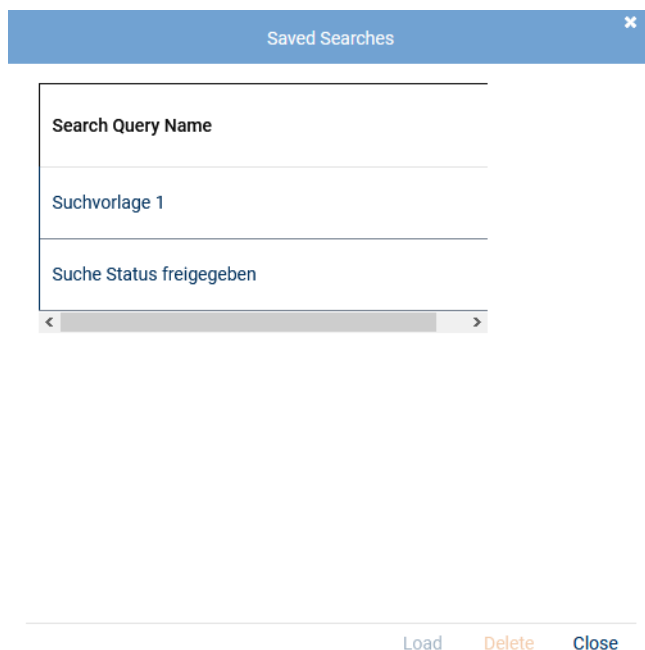 Saved Searches
Search Query Name
Suchvorlage 1
Suche Status freigegeben
Load Delete Close